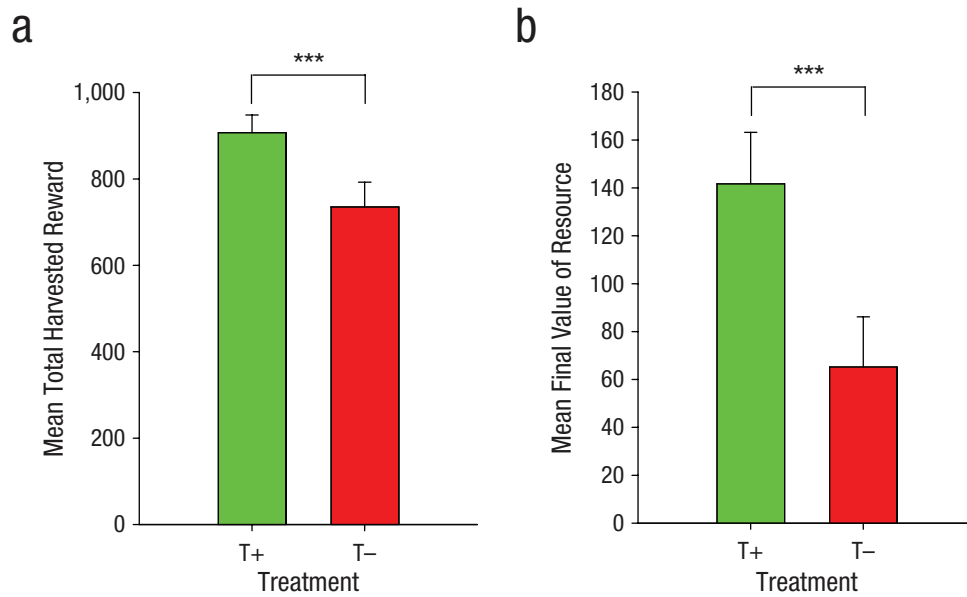 a
***
1,000
800
600
400
200
0
Mean Total Harvested Reward
T+ T–
Treatment
b
***
180
160
140
120
100
80
60
40
20
0
Mean Final Value of Resource
T+ T–
Treatment